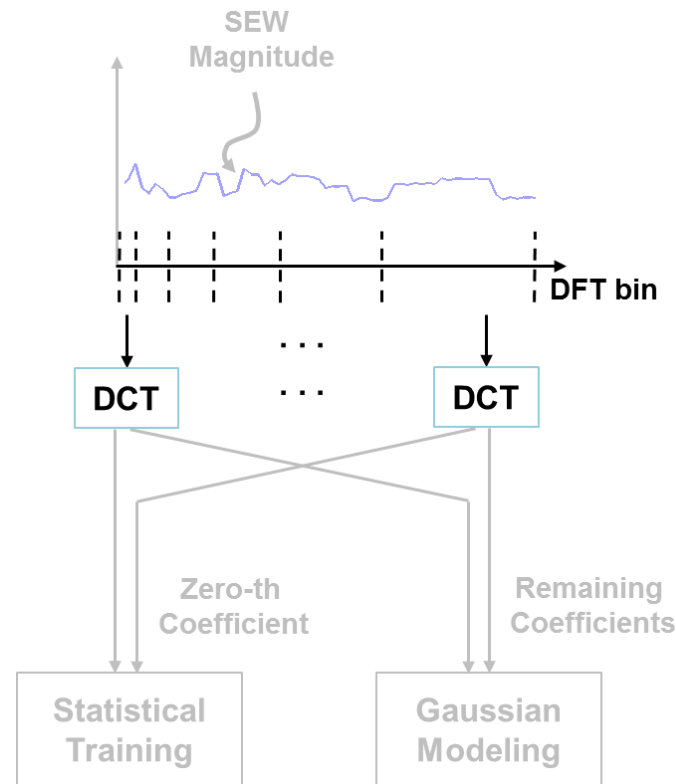 SEW
Magnitude
DFT bin
. . .
DCT
. . .
DCT
Zero-th
Coefficient
Remaining
Coefficients
Statistical
Training
Gaussian
Modeling